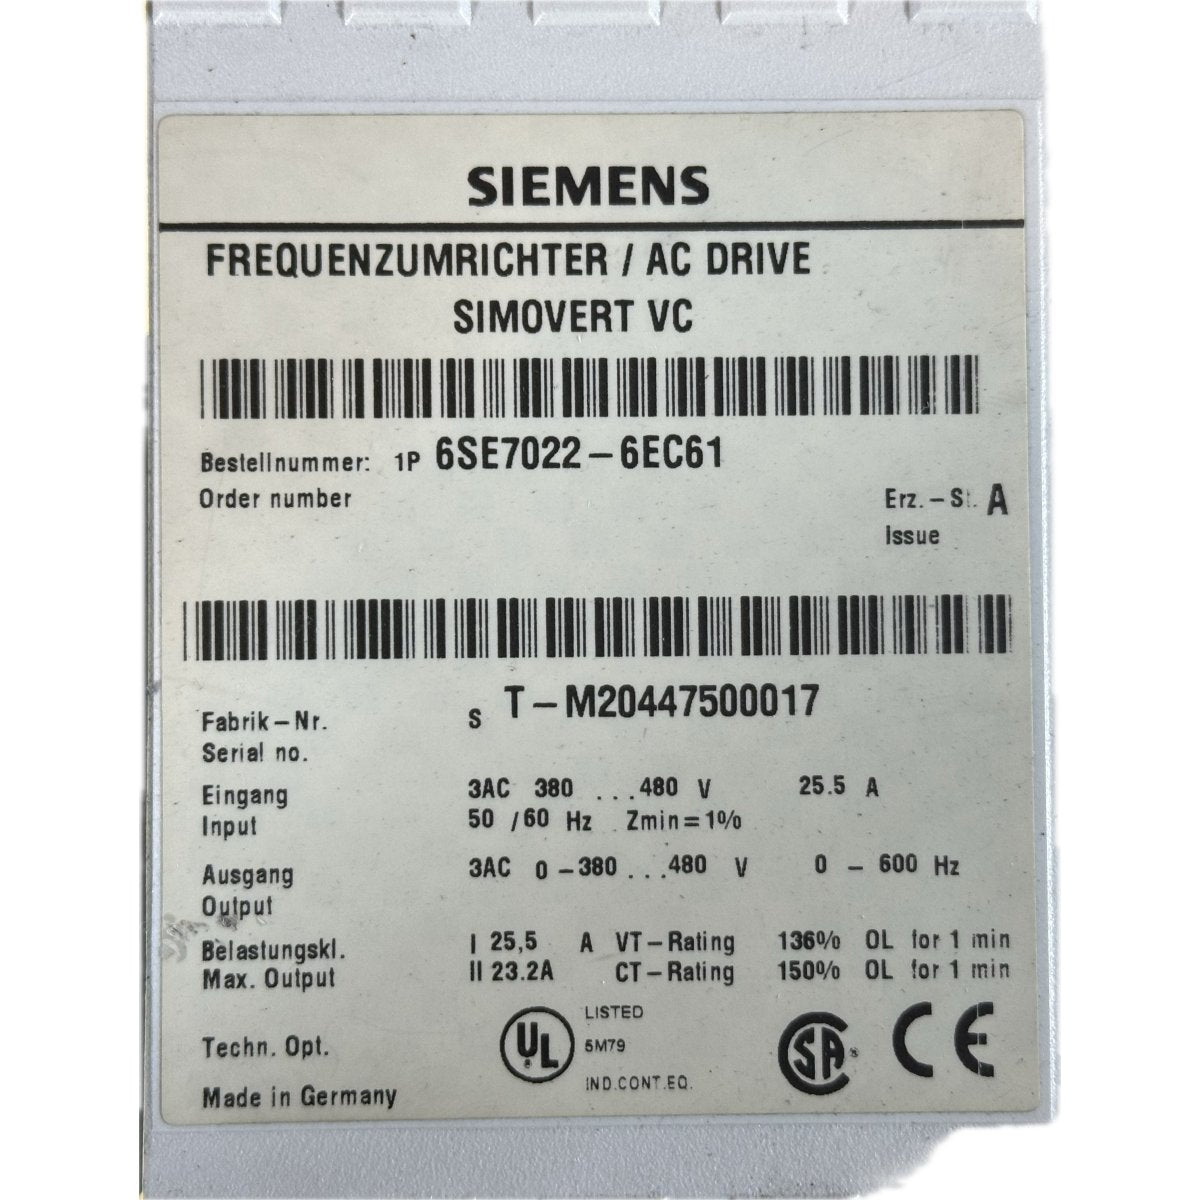 SIEMENS
FREQUENZUMRICHTER / AC DRIVE
SIMOVERT VC
Bestellnummer: 1P 6SE7022-6EC61
Order number
Erz.-St. A
Issue
Fabrik-Nr. S T-M20447500017
Serial no.
Eingang 3AC 380 ...480 V 25.5 A
Input 50 /60 Hz Zmin=1%
Ausgang 3AC 0-380 ...480 V 0 - 600 Hz
Output
Belastungskl. I 25,5 A VT-Rating 136% OL for 1 min
Max. Output II 23.2A CT-Rating 150% OL for 1 min
Techn. Opt.
Made in Germany
UL ®
LISTED
5M79
IND.CONT.EQ.
SA ®
CE